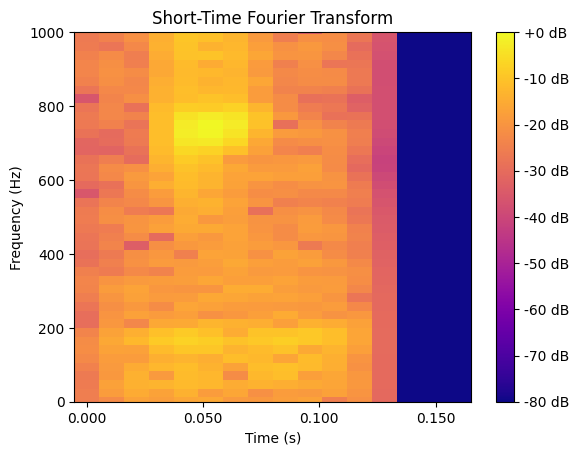 Short-Time Fourier Transform
1000
800
600
400
200
0
Frequency (Hz)
0.000
0.050
0.100
0.150
Time (s)
+0 dB
-10 dB
-20 dB
-30 dB
-40 dB
-50 dB
-60 dB
-70 dB
-80 dB